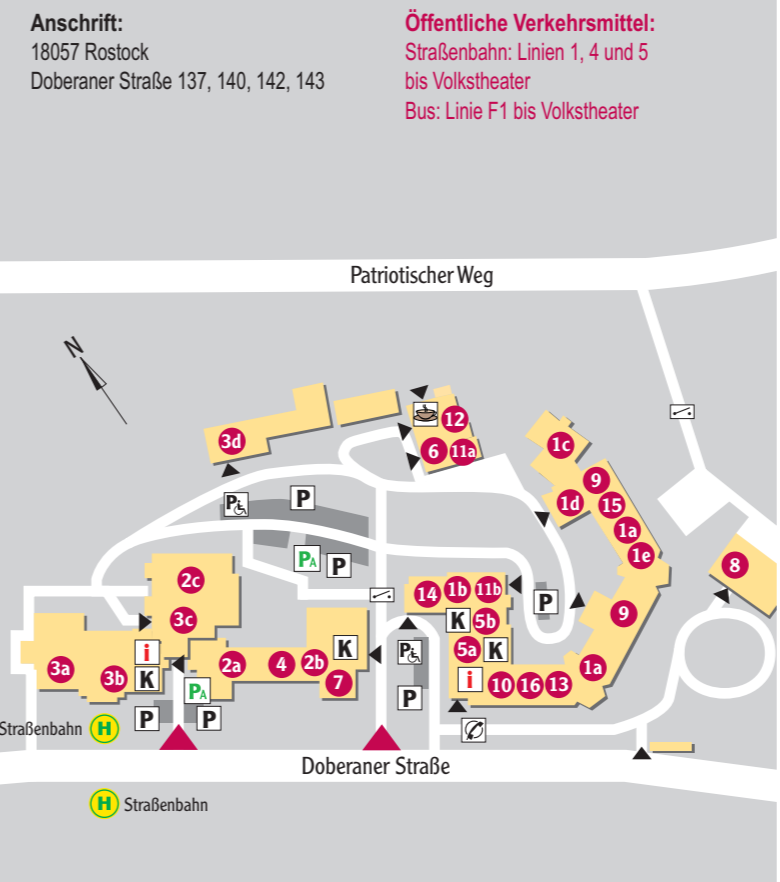 Anschrift:
18057 Rostock
Doberaner Straße 137, 140, 142, 143
Öffentliche Verkehrsmittel:
Straßenbahn: Linien 1, 4 und 5
bis Volkstheater
Bus: Linie F1 bis Volkstheater
Patriotischer Weg
N
12
3d
6
11a
1c
9
1d
15
1a
1e
P
P
PA
P
8
2c
3c
14
1b
11b
P
9
K
5b
i
K
5a
K
3a
3b
K
2a
4
2b
7
P
i
10
16
13
1a
PA
P
P
P
Straßenbahn
H
Doberaner Straße
H
Straßenbahn